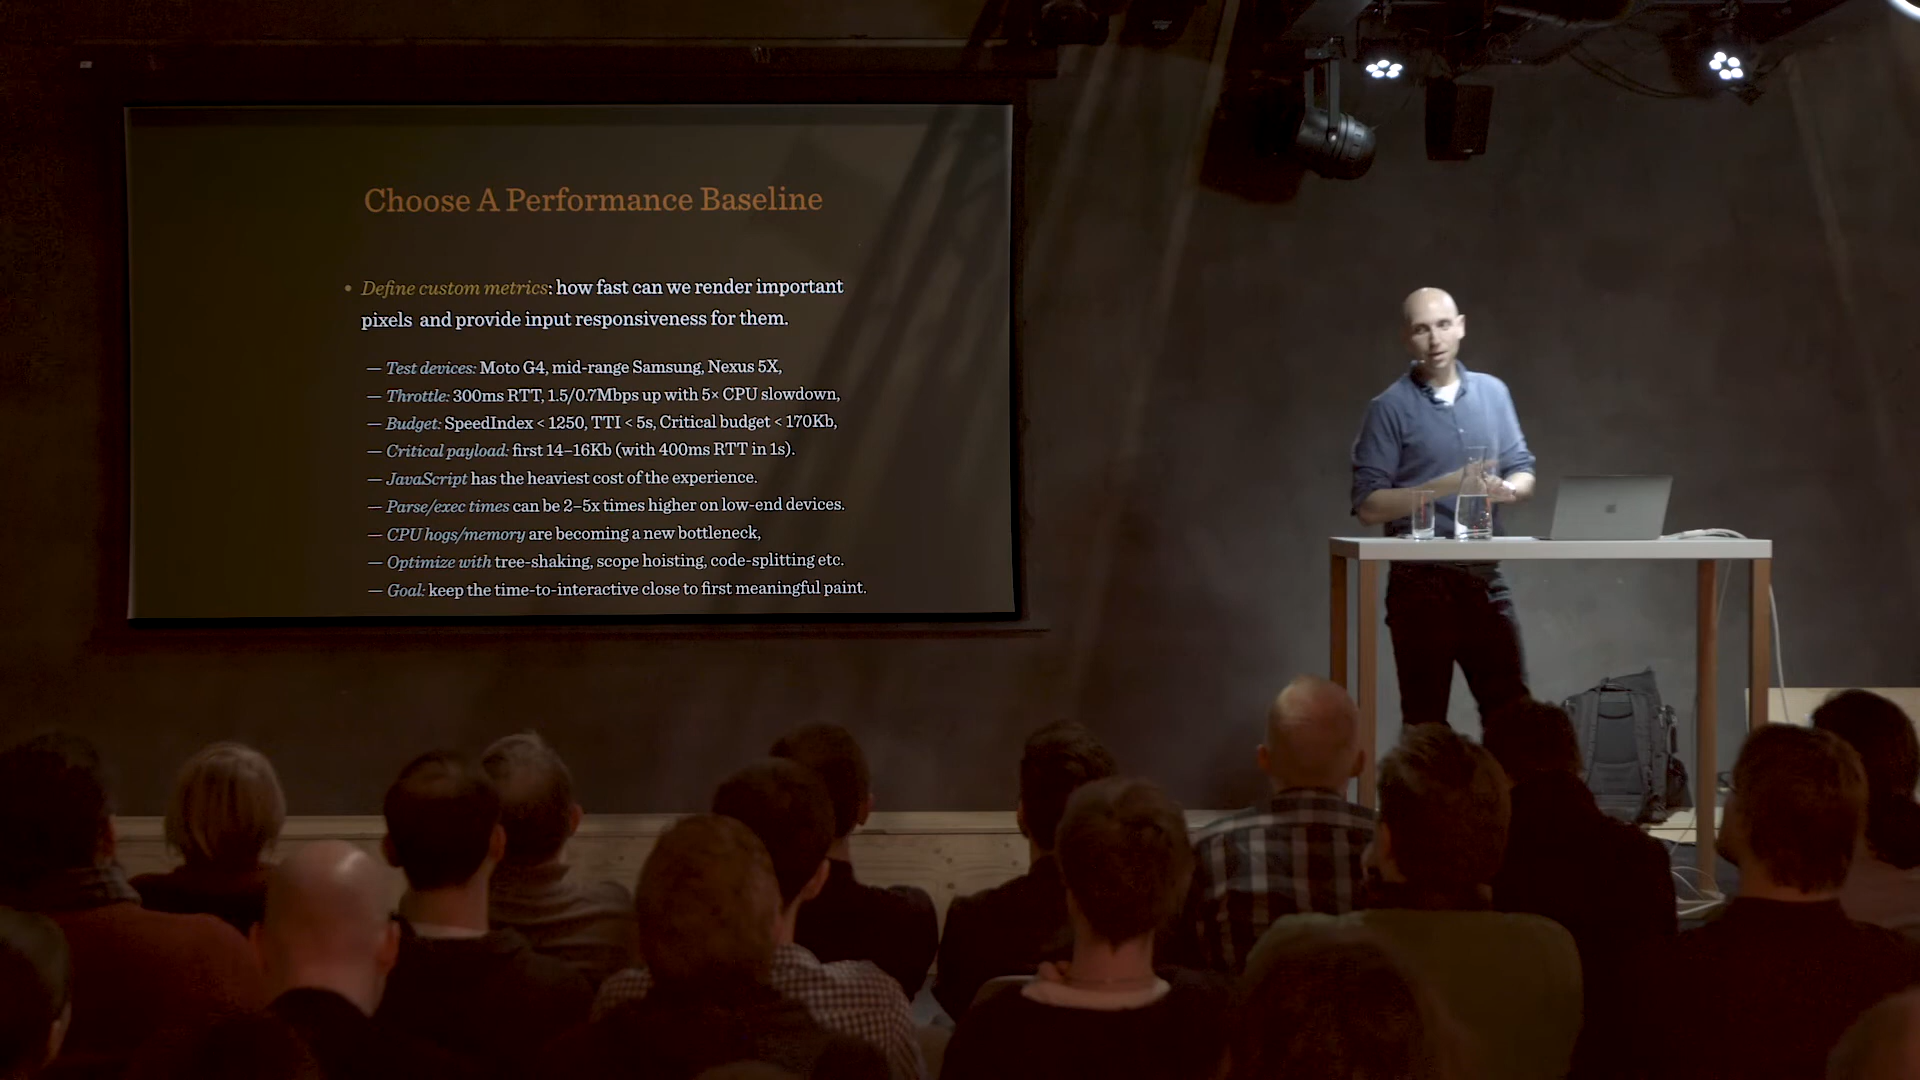 Choose A Performance Baseline
• Define custom metrics: how fast can we render important
pixels and provide input responsiveness for them.
— Test devices: Moto G4, mid-range Samsung, Nexus 5X,
— Throttle: 300ms RTT, 1.5/0.7Mbps up with 5× CPU slowdown,
— Budget: SpeedIndex < 1250, TTI < 5s, Critical budget < 170Kb,
— Critical payload: first 14–16Kb (with 400ms RTT in 1s).
— JavaScript has the heaviest cost of the experience.
— Parse/exec times can be 2–5x times higher on low-end devices.
— CPU hogs/memory are becoming a new bottleneck,
— Optimize with tree-shaking, scope hoisting, code-splitting etc.
— Goal: keep the time-to-interactive close to first meaningful paint.